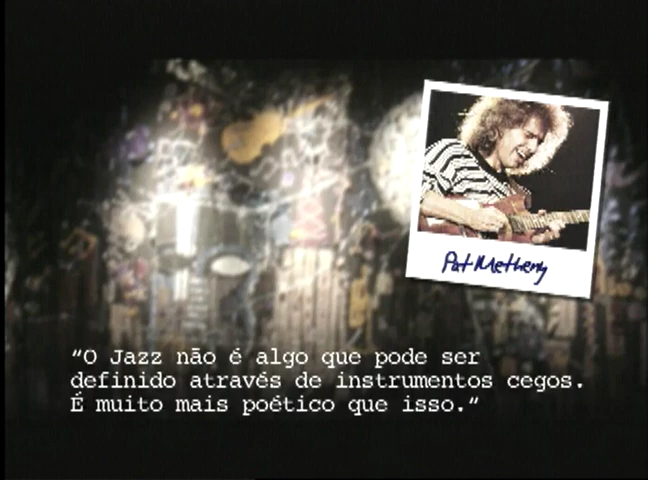 Pat Metheny
"O Jazz não é algo que pode ser
definido através de instrumentos cegos.
É muito mais poético que isso."